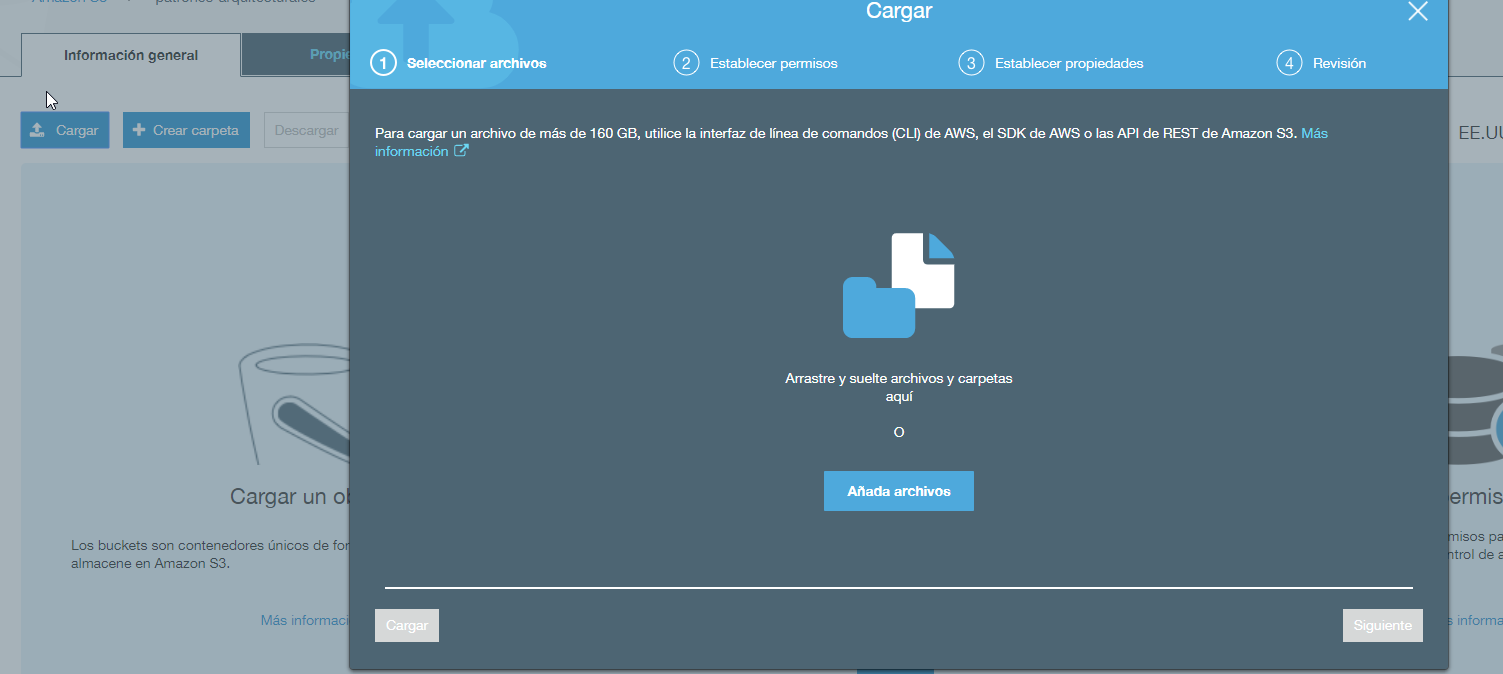 Amazon S3
patrones-arquitecturales
Información general
Propie
Cargar
Crear carpeta
Descargar
Cargar
1 Seleccionar archivos
2 Establecer permisos
3 Establecer propiedades
4 Revisión
Para cargar un archivo de más de 160 GB, utilice la interfaz de línea de comandos (CLI) de AWS, el SDK de AWS o las API de REST de Amazon S3. Más
información
EE.UU
Arrastre y suelte archivos y carpetas
aquí
O
Añada archivos
Cargar un ob
Los buckets son contenedores únicos de for
almacene en Amazon S3.
Más informaci
ermis
misos pa
ntrol de a
s informa
Cargar
Siguiente